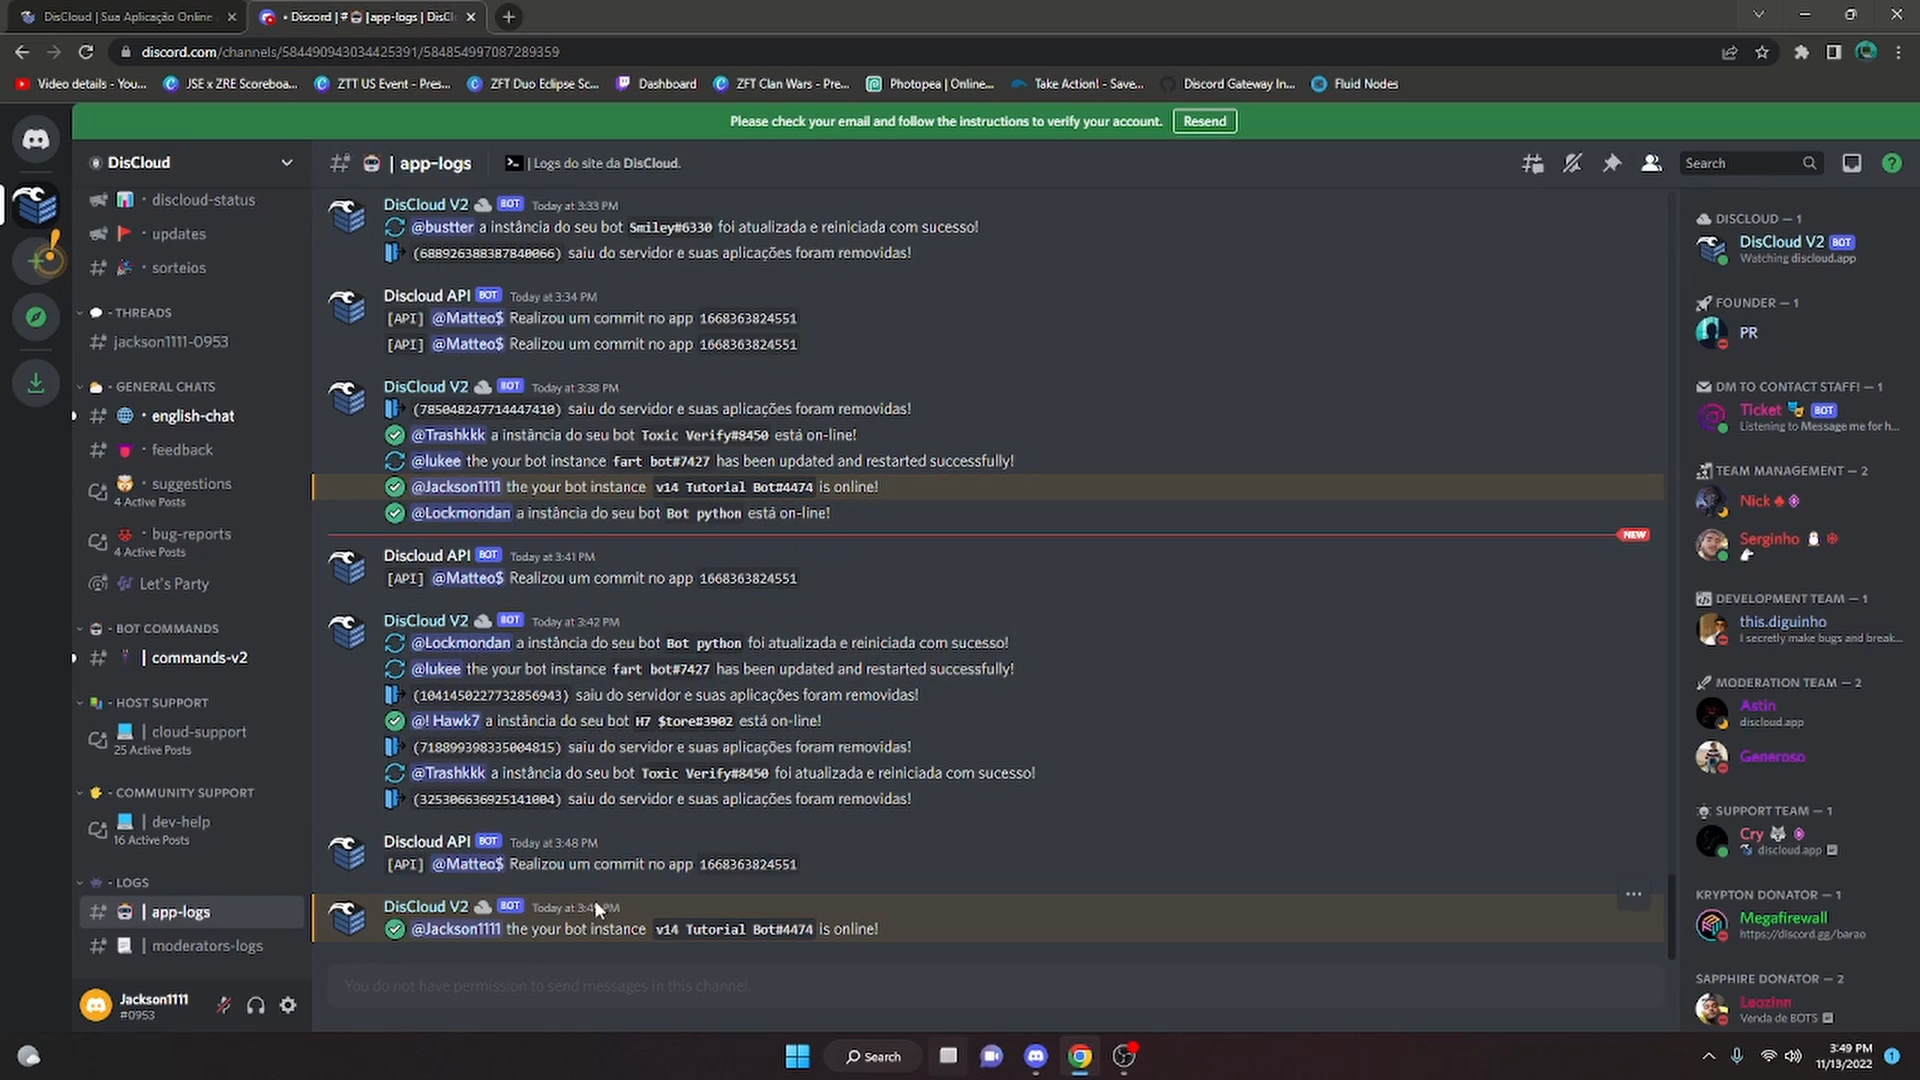 DisCloud | Sua Aplicação Online
• Discord | # | app-logs | DisCl
discord.com/channels/584490943034425391/584854997087289359
Video details - You...
JSE x ZRE Scoreboa...
ZTT US Event - Pres...
ZFT Duo Eclipse Sc...
Dashboard
ZFT Clan Wars - Pre...
Photopea | Online...
Take Action! - Save...
Discord Gateway In...
Fluid Nodes
Please check your email and follow the instructions to verify your account.
Resend
DisCloud
discloud-status
updates
sorteios
- THREADS
jackson1111-0953
- GENERAL CHATS
english-chat
feedback
suggestions
4 Active Posts
bug-reports
4 Active Posts
Let's Party
- BOT COMMANDS
| commands-v2
- HOST SUPPORT
| cloud-support
25 Active Posts
- COMMUNITY SUPPORT
| dev-help
16 Active Posts
- LOGS
| app-logs
| moderators-logs
Jackson1111
#0953
| app-logs
| Logs do site da DisCloud.
Search
DisCloud V2 BOT Today at 3:33 PM
@bustter a instância do seu bot Smiley#6330 foi atualizada e reiniciada com sucesso!
(688926388387840066) saiu do servidor e suas aplicações foram removidas!
Discloud API BOT Today at 3:34 PM
[API] @Matteo$ Realizou um commit no app 1668363824551
[API] @Matteo$ Realizou um commit no app 1668363824551
DisCloud V2 BOT Today at 3:38 PM
(785048247714447410) saiu do servidor e suas aplicações foram removidas!
@Trashkkk a instância do seu bot Toxic Verify#8450 está on-line!
@lukee the your bot instance fart bot#7427 has been updated and restarted successfully!
@Jackson1111 the your bot instance v14 Tutorial Bot#4474 is online!
@Lockmondan a instância do seu bot Bot python está on-line!
NEW
Discloud API BOT Today at 3:41 PM
[API] @Matteo$ Realizou um commit no app 1668363824551
DisCloud V2 BOT Today at 3:42 PM
@Lockmondan a instância do seu bot Bot python foi atualizada e reiniciada com sucesso!
@lukee the your bot instance fart bot#7427 has been updated and restarted successfully!
(1041450227732856943) saiu do servidor e suas aplicações foram removidas!
@! Hawk7 a instância do seu bot H7 $tore#3902 está on-line!
(718899398335004815) saiu do servidor e suas aplicações foram removidas!
@Trashkkk a instância do seu bot Toxic Verify#8450 foi atualizada e reiniciada com sucesso!
(325306636925141004) saiu do servidor e suas aplicações foram removidas!
Discloud API BOT Today at 3:48 PM
[API] @Matteo$ Realizou um commit no app 1668363824551
DisCloud V2 BOT Today at
@Jackson1111 the your bot instance v14 Tutorial Bot#4474 is online!
You do not have permission to send messages in this channel.
DISCLOUD — 1
DisCloud V2 BOT
Watching discloud.app
FOUNDER — 1
PR
DM TO CONTACT STAFF! — 1
Ticket BOT
Listening to Message me for h...
TEAM MANAGEMENT — 2
Nick
Serginho
DEVELOPMENT TEAM — 1
this.diguinho
I secretly make bugs and break...
MODERATION TEAM — 2
Astin
discloud.app
Generoso
SUPPORT TEAM — 1
Cry
discloud.app
KRYPTON DONATOR — 1
Megafirewall
https://discord.gg/barao
SAPPHIRE DONATOR — 2
Leozinn
Venda de BOTS
Search
3:49 PM
11/13/2022
1